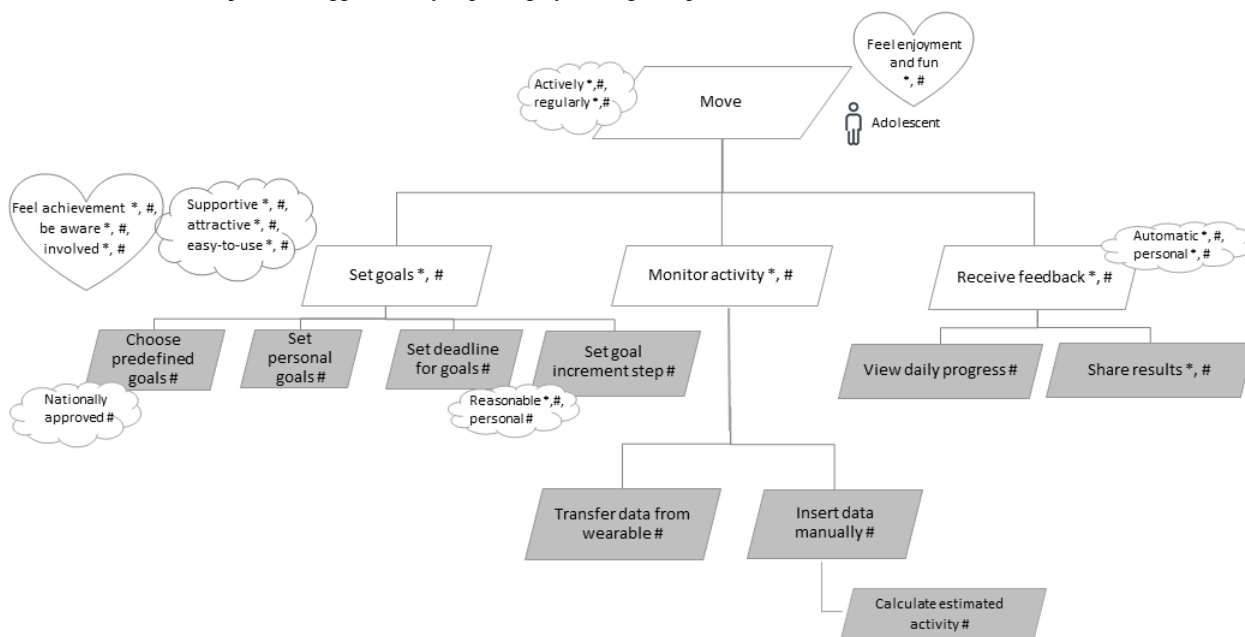 Feel enjoyment
and fun
*, #
Actively *,#,
regularly *,#
Move
Adolescent
Feel achievement *, #,
be aware *, #,
involved *, #
Supportive *, #,
attractive *, #,
easy-to-use *, #
Set goals *, #
Monitor activity *, #
Automatic *, #,
personal *, #
Receive feedback *, #
Choose
predefined
goals #
Set
personal
goals #
Set deadline
for goals #
Set goal
increment step #
View daily progress #
Share results *, #
Nationally
approved #
Reasonable *,#,
personal #
Transfer data from
wearable #
Insert data
manually #
Calculate estimated
activity #